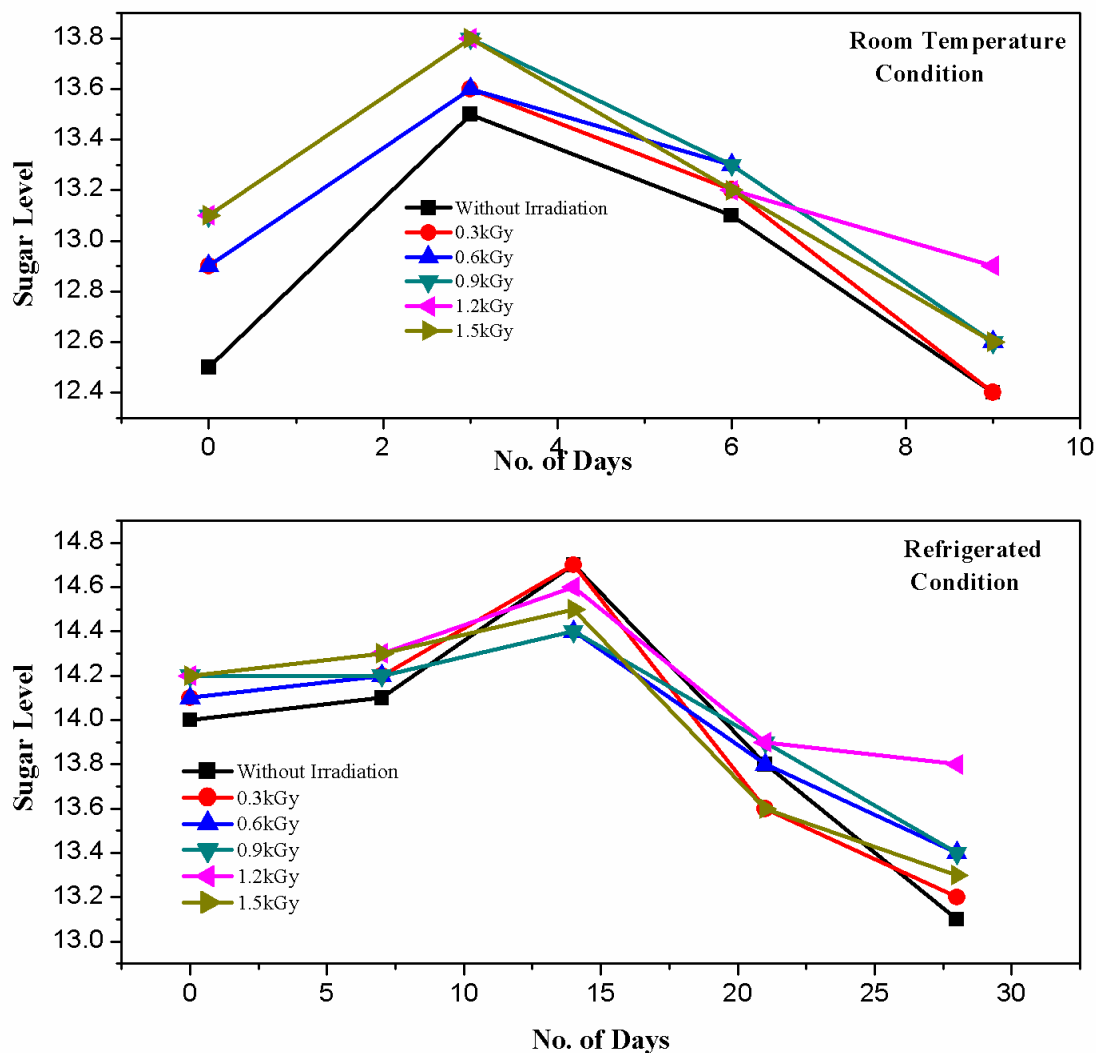 Room Temperature
Condition
Sugar Level
13.8
13.6
13.4
13.2
13.0
12.8
12.6
12.4
Without Irradiation
0.3kGy
0.6kGy
0.9kGy
1.2kGy
1.5kGy
0 2 4 6 8 10
No. of Days
Refrigerated
Condition
Sugar Level
14.8
14.6
14.4
14.2
14.0
13.8
13.6
13.4
13.2
13.0
Without Irradiation
0.3kGy
0.6kGy
0.9kGy
1.2kGy
1.5kGy
0 5 10 15 20 25 30
No. of Days